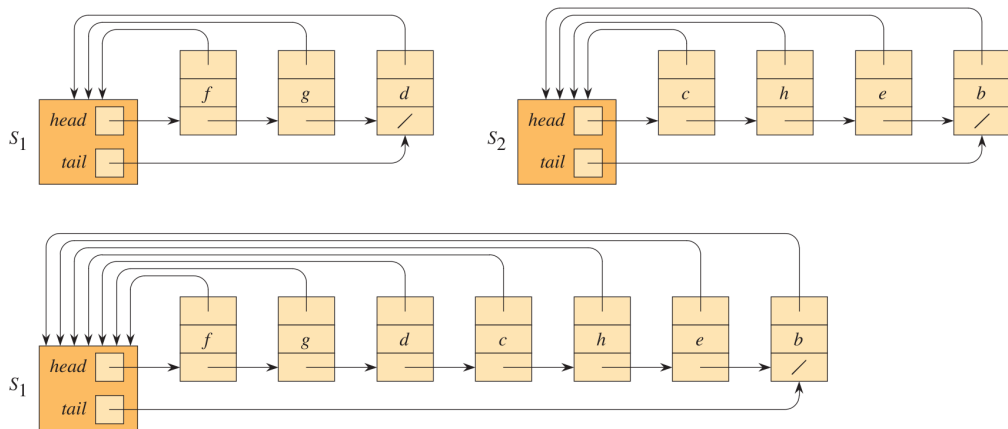 f g d
head
S1
tail
c h e b
head
S2
tail
f g d c h e b
head
S1
tail